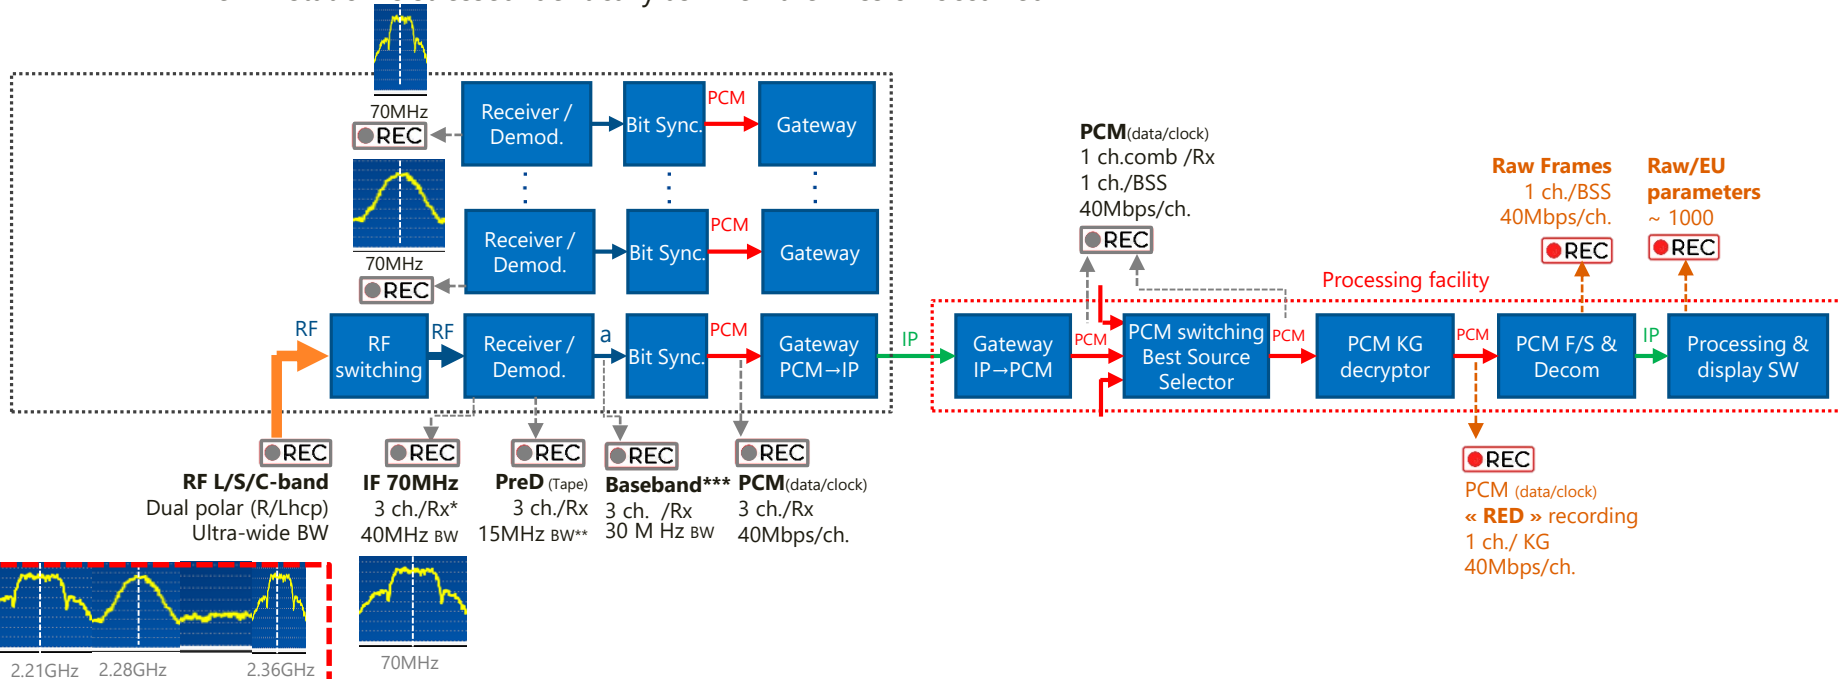 70MHz
REC
Receiver /
Demod.
Bit Sync.
PCM
Gateway
70MHz
REC
Receiver /
Demod.
Bit Sync.
PCM
Gateway
RF
RF
switching
RF
Receiver /
Demod.
a
Bit Sync.
PCM
Gateway
PCM→IP
IP
REC
RF L/S/C-band
Dual polar (R/Lhcp)
Ultra-wide BW
REC
IF 70MHz
3 ch./Rx*
40MHz BW
REC
PreD (Tape)
3 ch./Rx
15MHz BW**
REC
Baseband***
3 ch. /Rx
30 M Hz BW
REC
PCM(data/clock)
3 ch./Rx
40Mbps/ch.
2.21GHz
2.28GHz
2.36GHz
70MHz
PCM(data/clock)
1 ch.comb /Rx
1 ch./BSS
40Mbps/ch.
REC
Raw Frames
1 ch./BSS
40Mbps/ch.
REC
Raw/EU
parameters
~ 1000
REC
Processing facility
Gateway
IP→PCM
PCM
PCM switching
Best Source
Selector
PCM
PCM KG
decryptor
PCM
PCM F/S &
Decom
IP
Processing &
display SW
REC
PCM (data/clock)
« RED » recording
1 ch./ KG
40Mbps/ch.